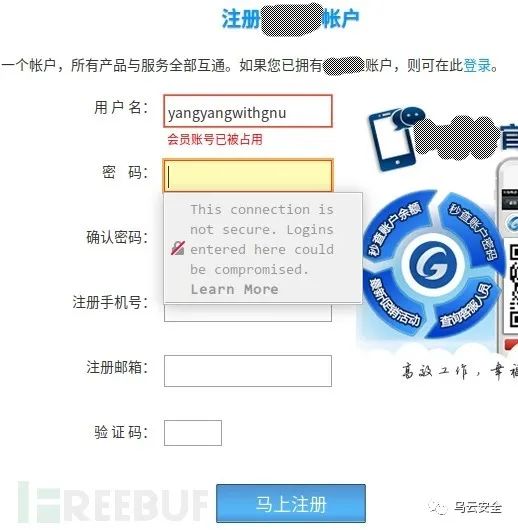 注册 帐户
一个帐户，所有产品与服务全部互通。如果您已拥有 账户，则可在此登录。
用 户 名：
yangyangwithgnu
会员账号已被占用
密 码：
This connection is
not secure. Logins
entered here could
be compromised.
Learn More
确认密码：
注册手机号：
注册邮箱：
验 证 码：
马上注册
官
秒查账户余额
秒查账户密码
最新促销活动
查询客服人员
高效工作，幸福
REEBUF
乌云安全